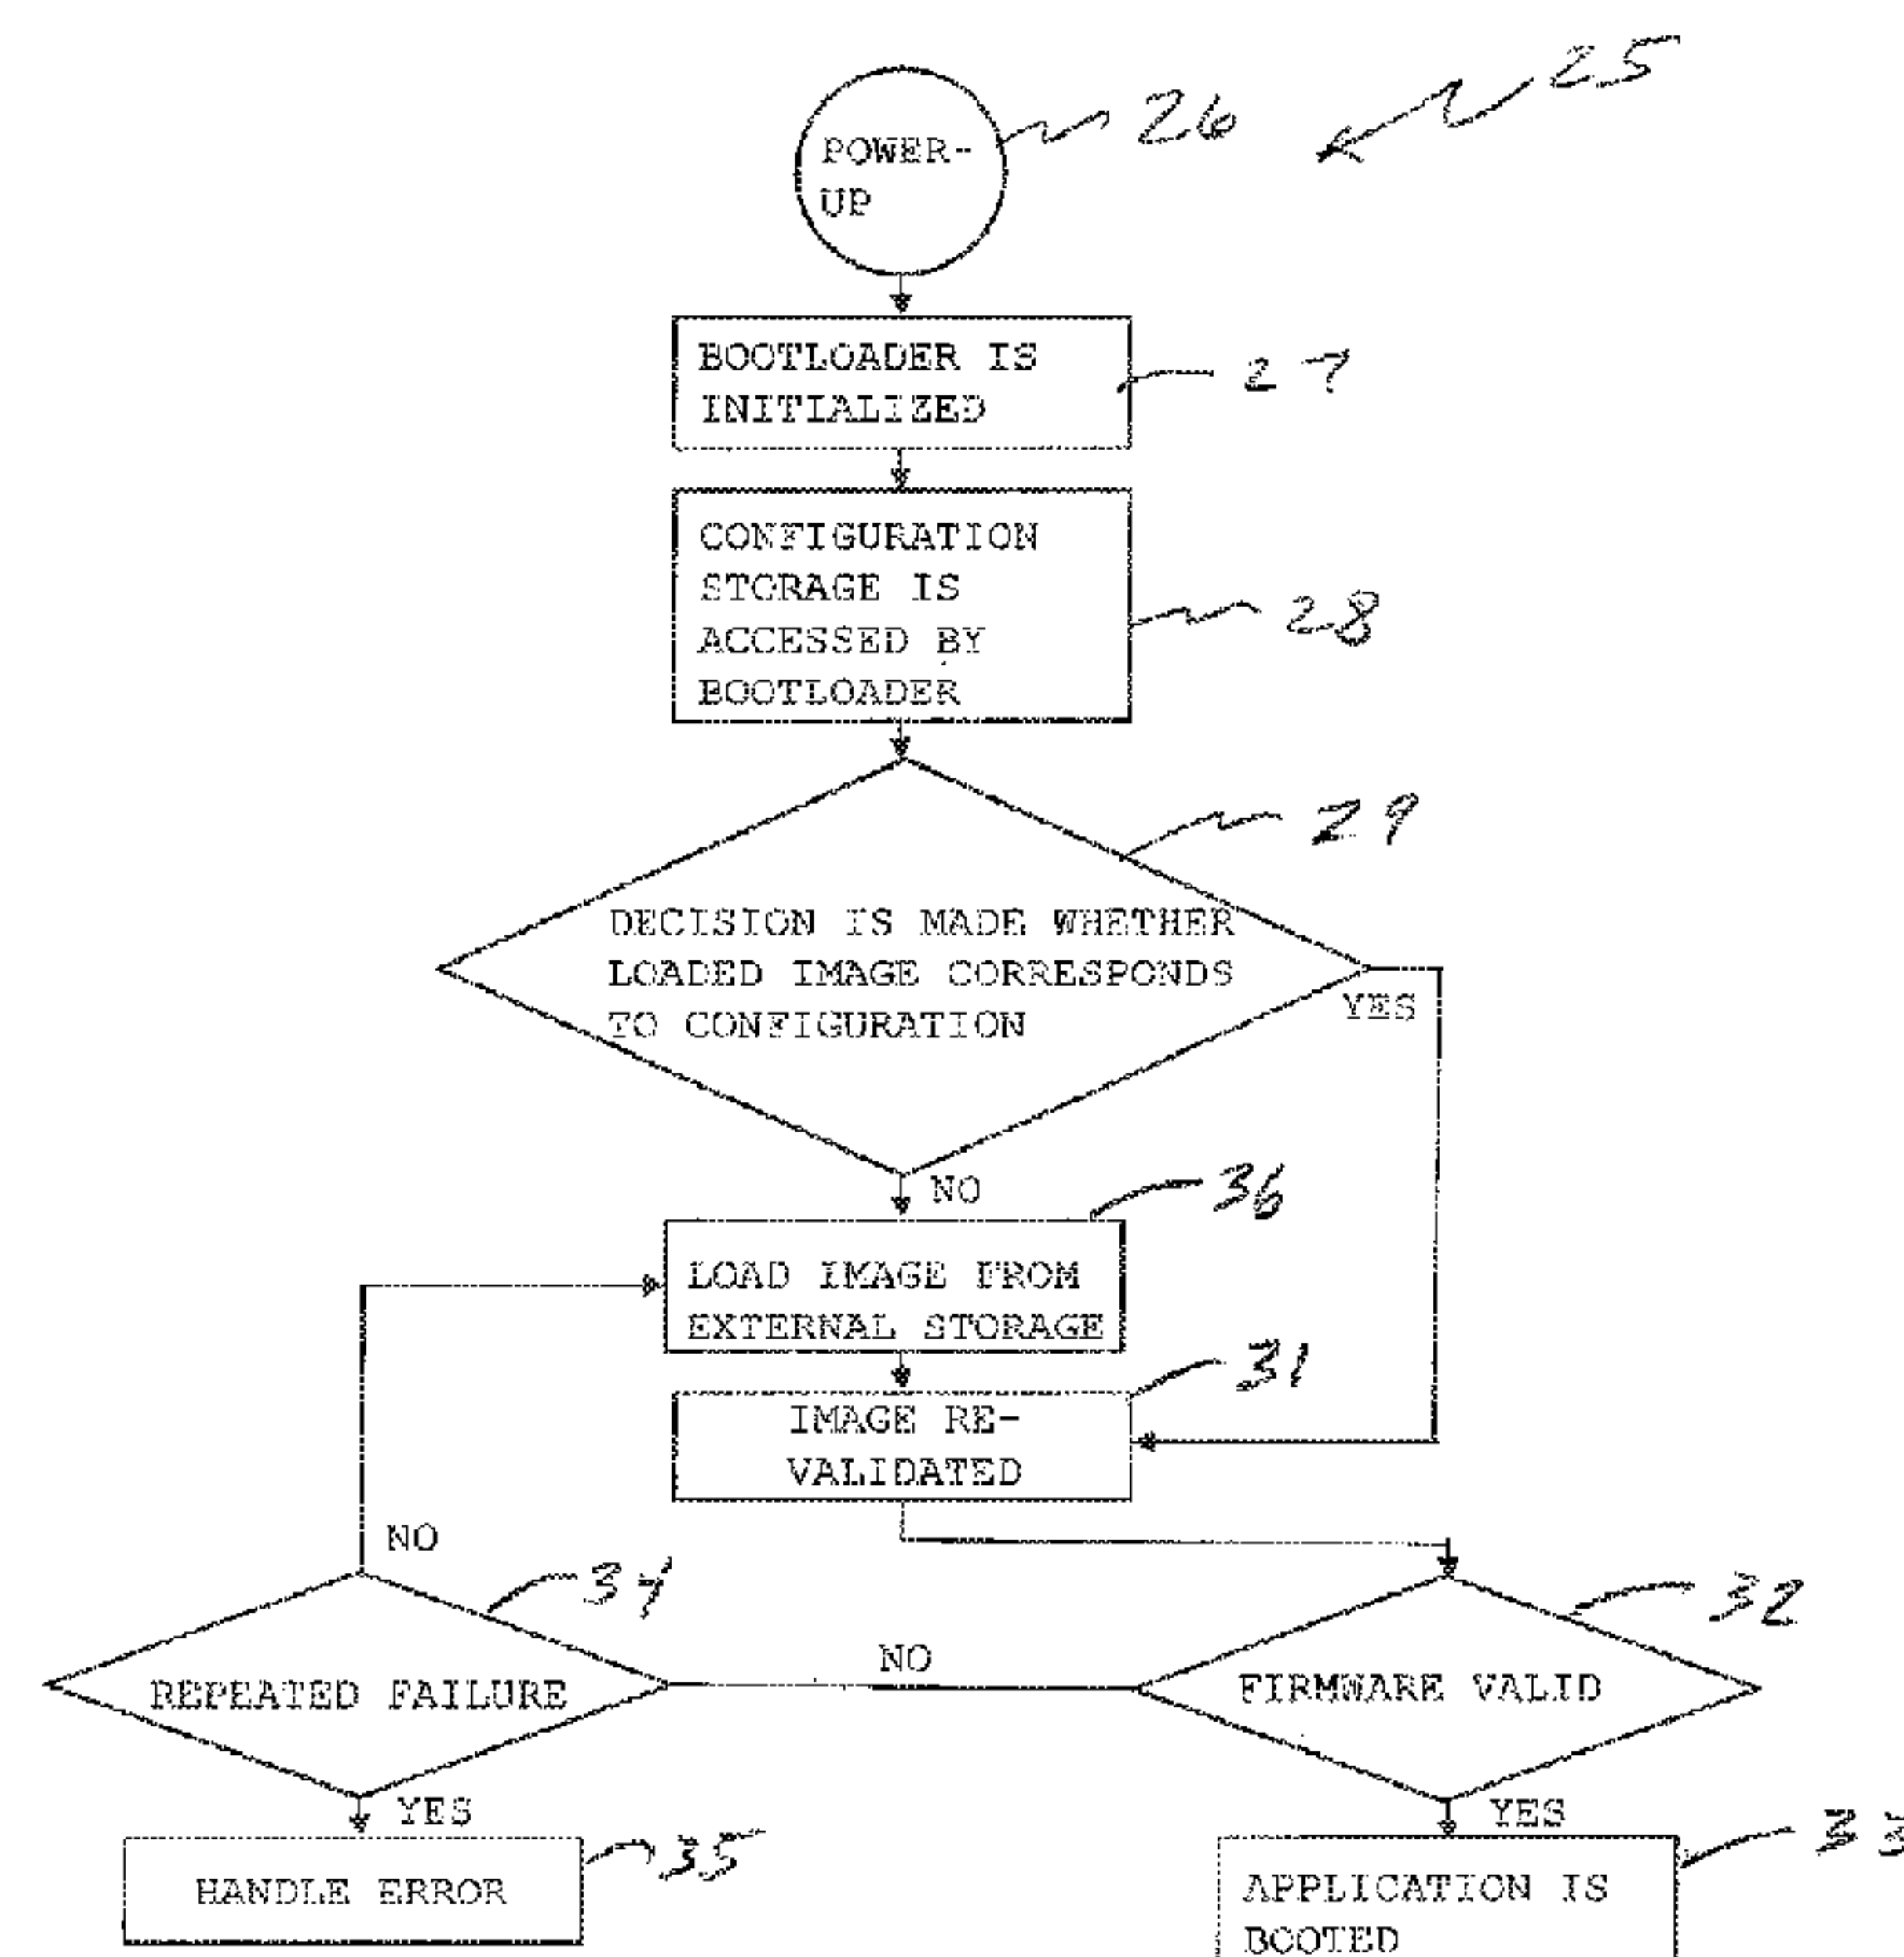 25
26
POWER-
UP
BOOTLOADER IS
INITIALIZED
27
CONFIGURATION
STORAGE IS
ACCESSED BY
BOOTLOADER
28
29
DECISION IS MADE WHETHER
LOADED IMAGE CORRESPONDS
TO CONFIGURATION
YES
NO
36
LOAD IMAGE FROM
EXTERNAL STORAGE
31
IMAGE RE-
VALIDATED
NO
34
32
NO
REPEATED FAILURE
FIRMWARE VALID
YES
YES
35
33
HANDLE ERROR
APPLICATION IS
BOOTED